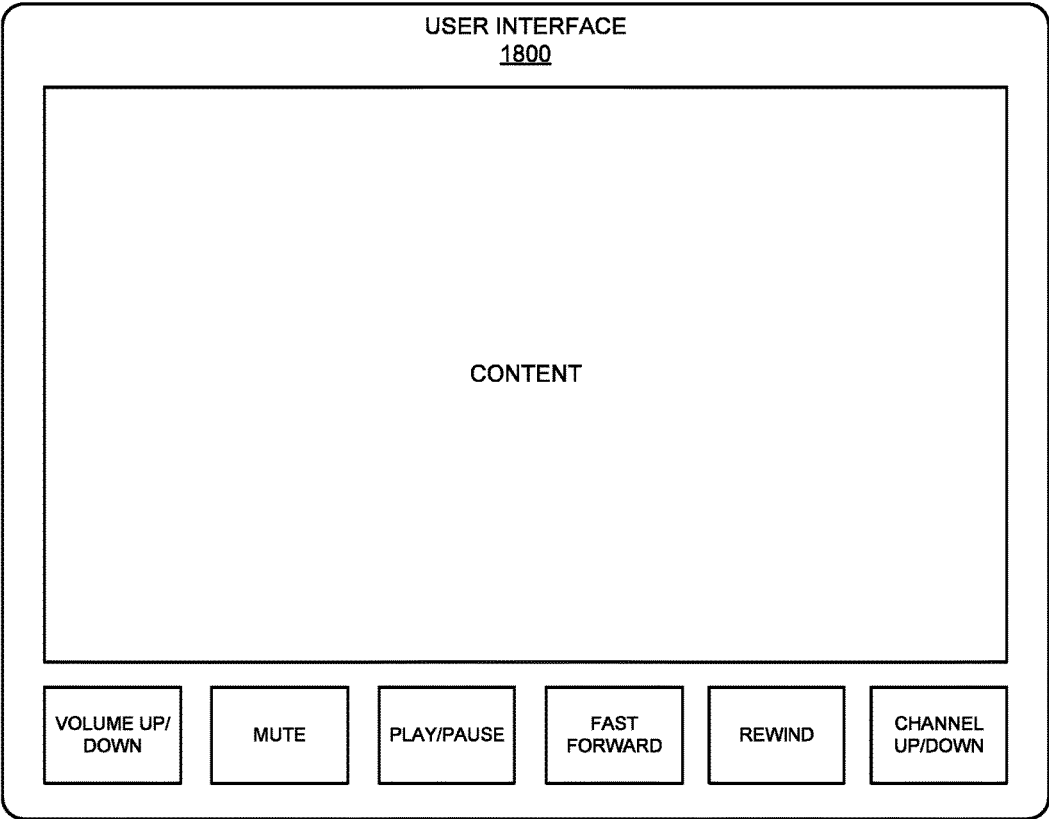 USER INTERFACE
1800
CONTENT
VOLUME UP/
DOWN
MUTE
PLAY/PAUSE
FAST
FORWARD
REWIND
CHANNEL
UP/DOWN